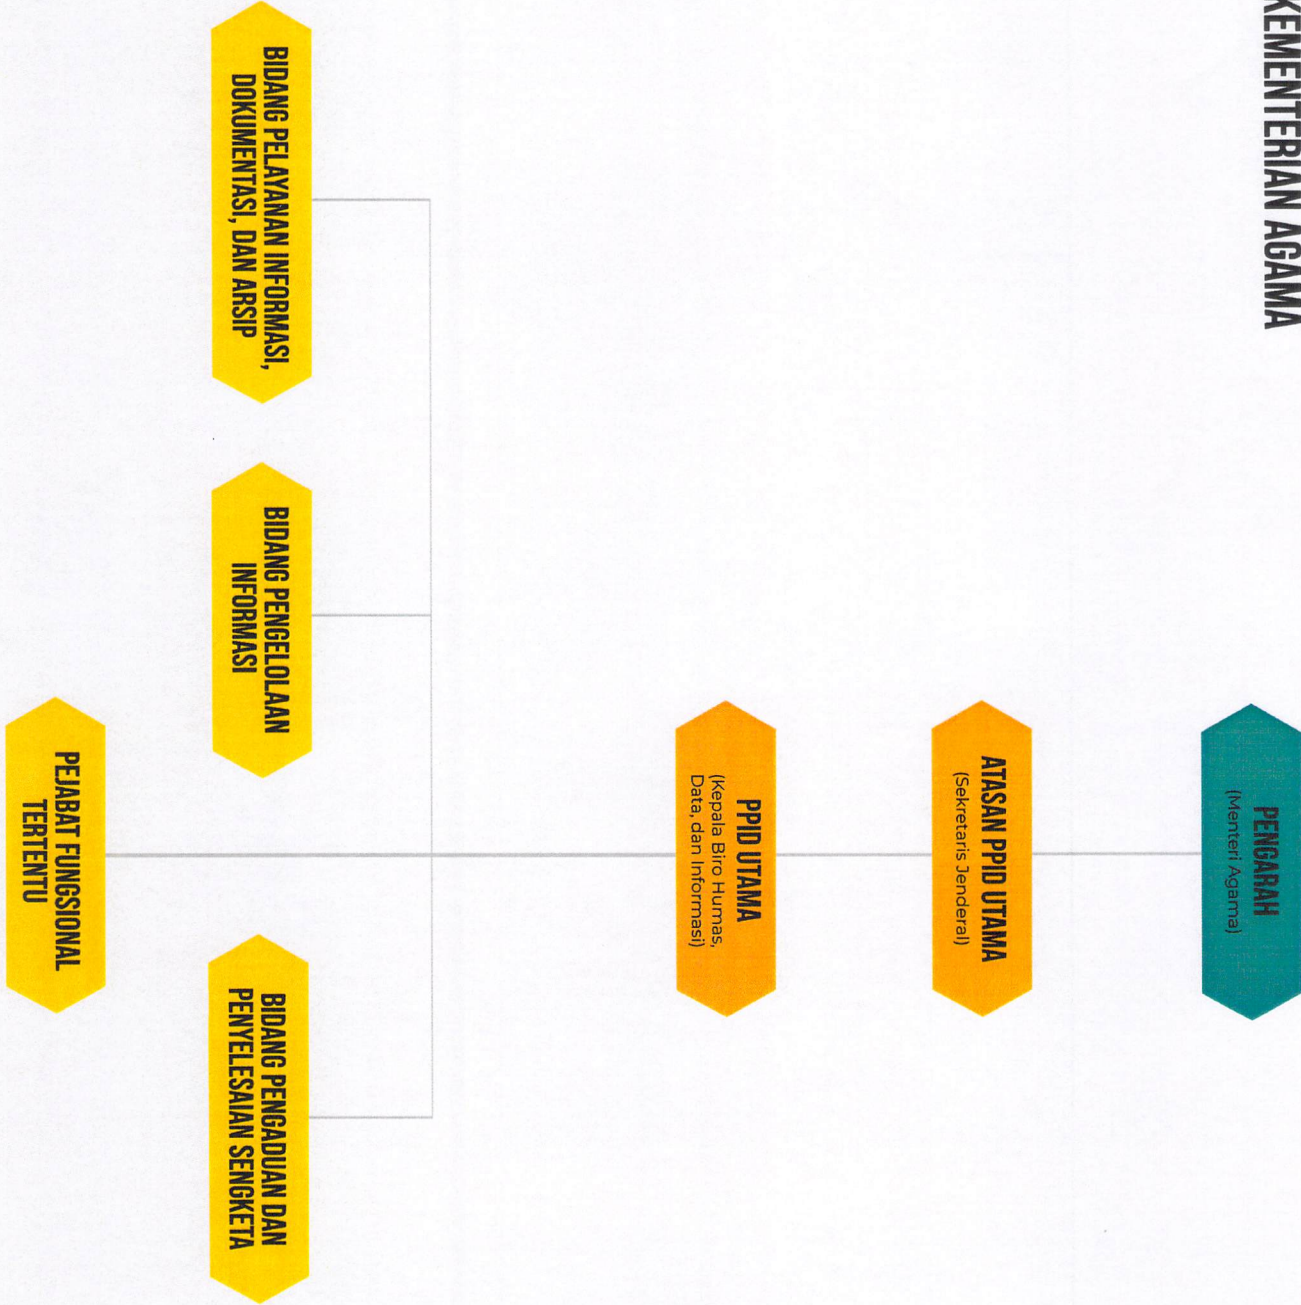 KEMENTERIAN AGAMA
PENGARAH
(Menteri Agama)
ATASAN PPID UTAMA
(Sekretaris Jenderal)
PPID UTAMA
(Kepala Biro Humas,
Data, dan Informasi)
BIDANG PELAYANAN INFORMASI,
DOKUMENTASI, DAN ARSIP
BIDANG PENGELOLAAN
INFORMASI
BIDANG PENGADUAN DAN
PENYELESAIAN SENGKETA
PEJABAT FUNGSIONAL
TERTENTU